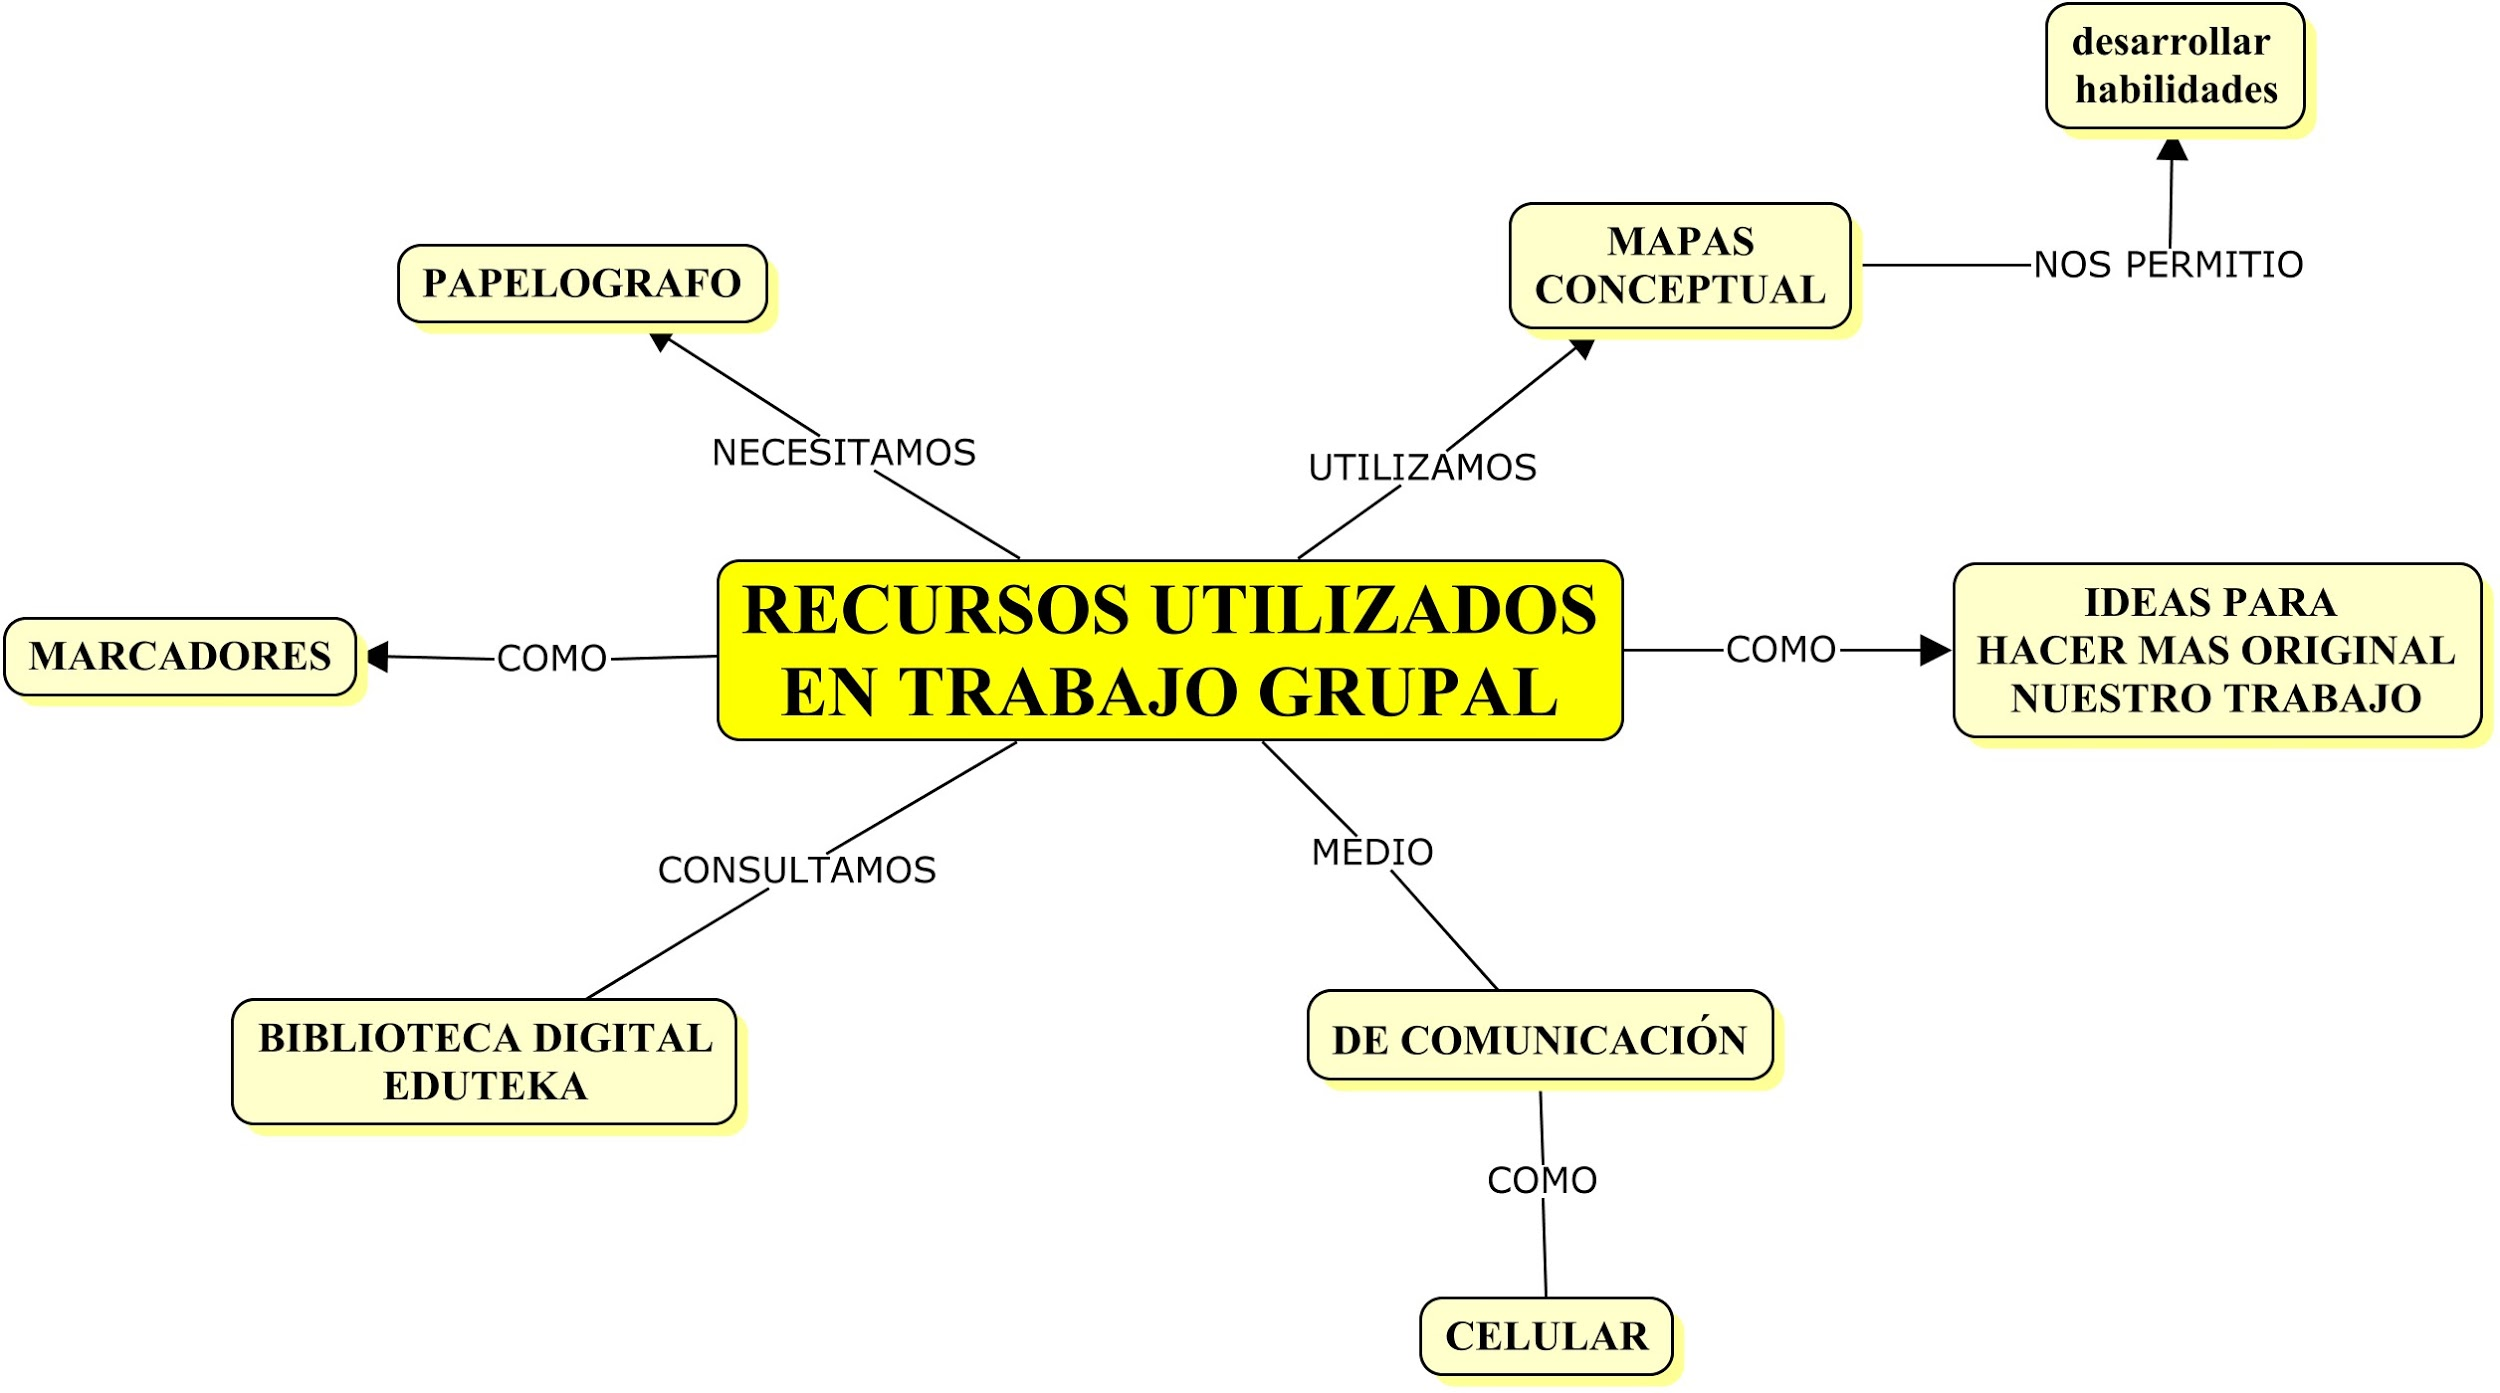 desarrollar
habilidades
MAPAS
CONCEPTUAL
NOS PERMITIO
PAPELOGRAFO
NECESITAMOS
UTILIZAMOS
RECURSOS UTILIZADOS
EN TRABAJO GRUPAL
COMO
MARCADORES
COMO
IDEAS PARA
HACER MAS ORIGINAL
NUESTRO TRABAJO
CONSULTAMOS
MEDIO
BIBLIOTECA DIGITAL
EDUTEKA
DE COMUNICACIÓN
COMO
CELULAR